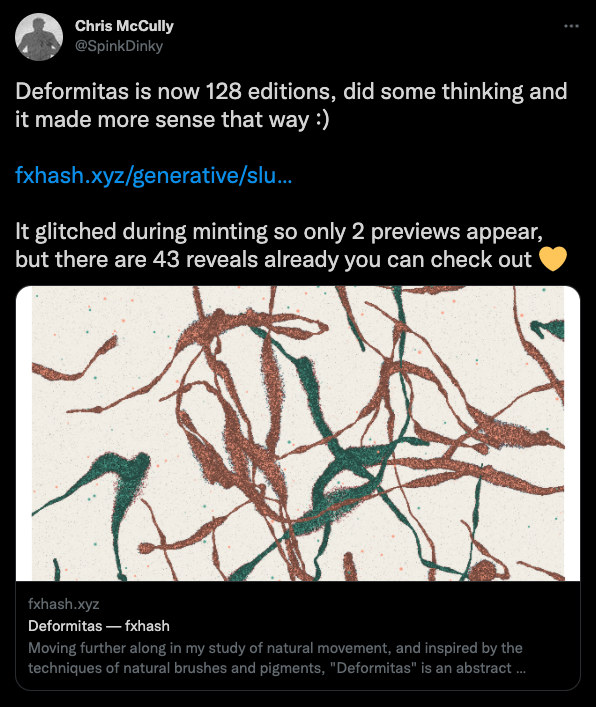 Chris McCully
@SpinkDinky
Deformitas is now 128 editions, did some thinking and
it made more sense that way :)
fxhash.xyz/generative/slu...
It glitched during minting so only 2 previews appear,
but there are 43 reveals already you can check out 💛
fxhash.xyz
Deformitas — fxhash
Moving further along in my study of natural movement, and inspired by the
techniques of natural brushes and pigments, "Deformitas" is an abstract ...